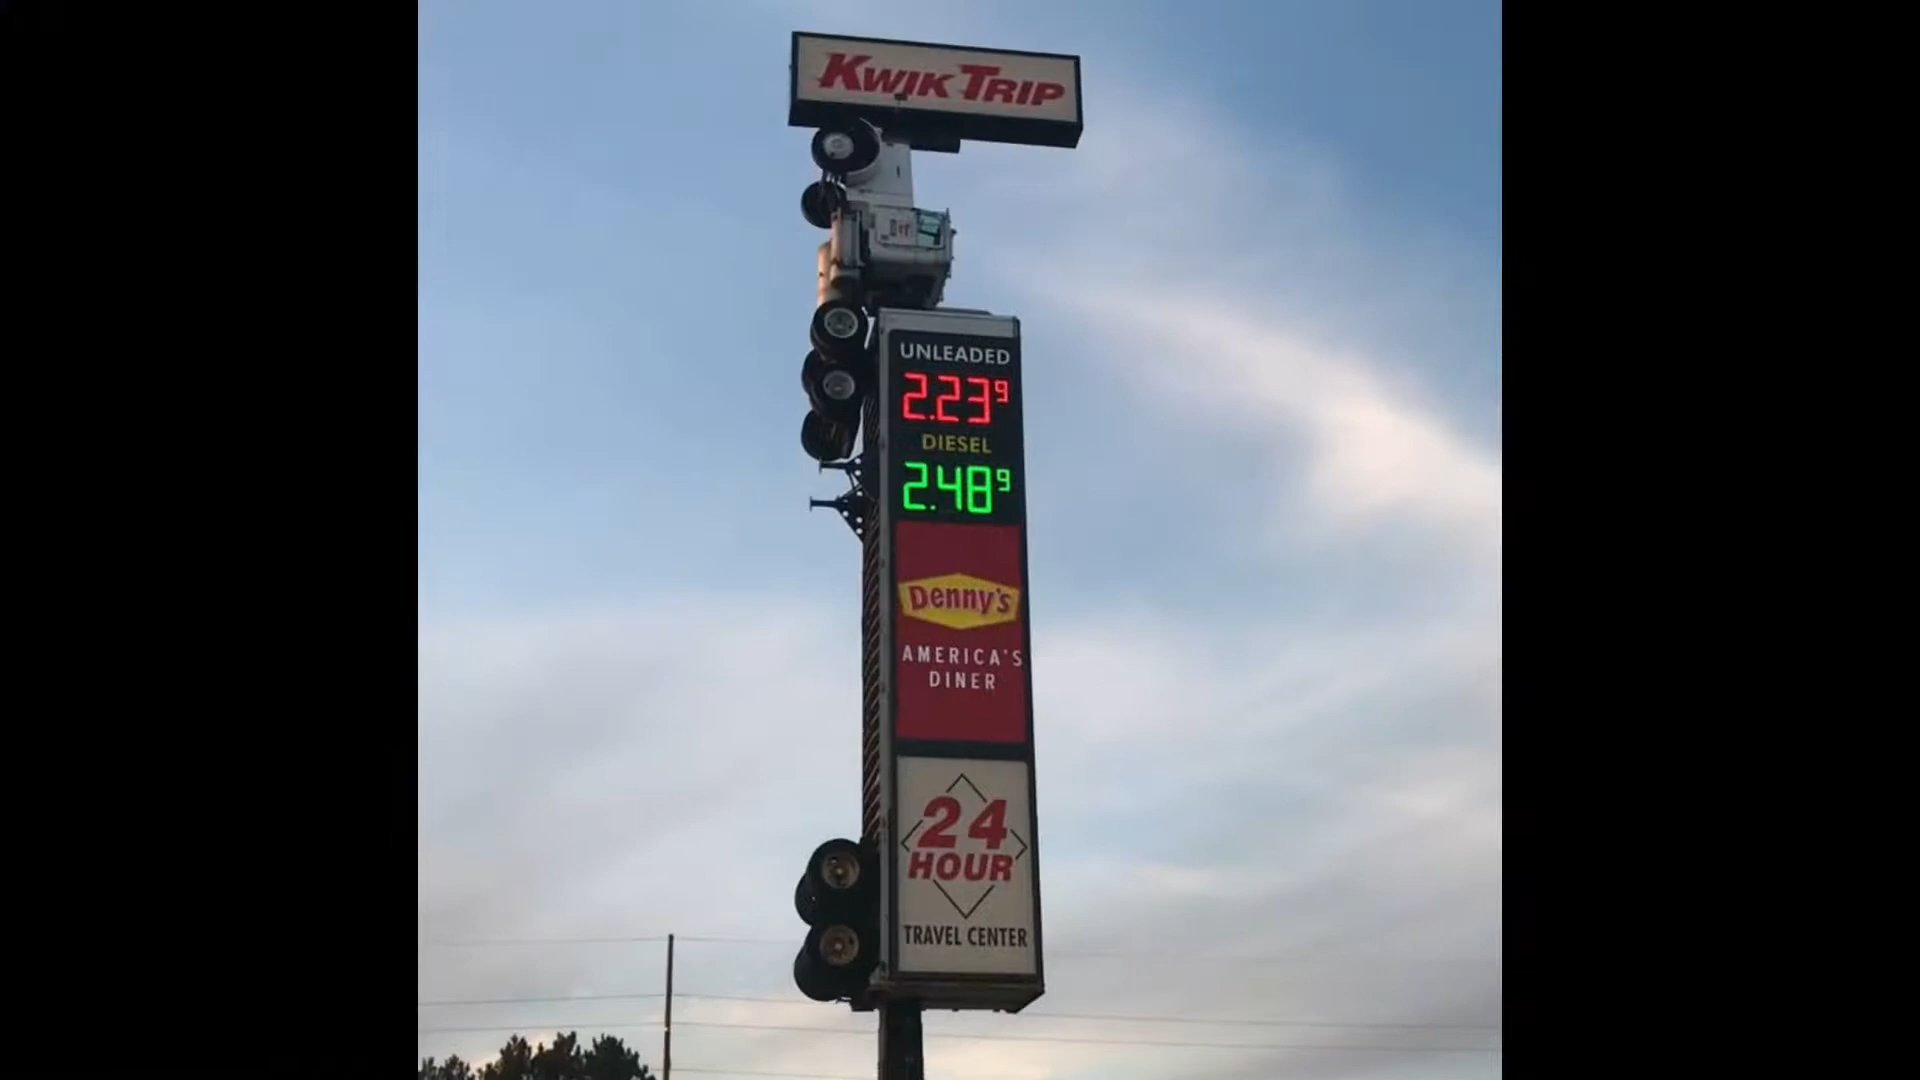 KWIK TRIP
UNLEADED
2.23⁹
DIESEL
2.48⁹
Denny's
AMERICA'S
DINER
24
HOUR
TRAVEL CENTER